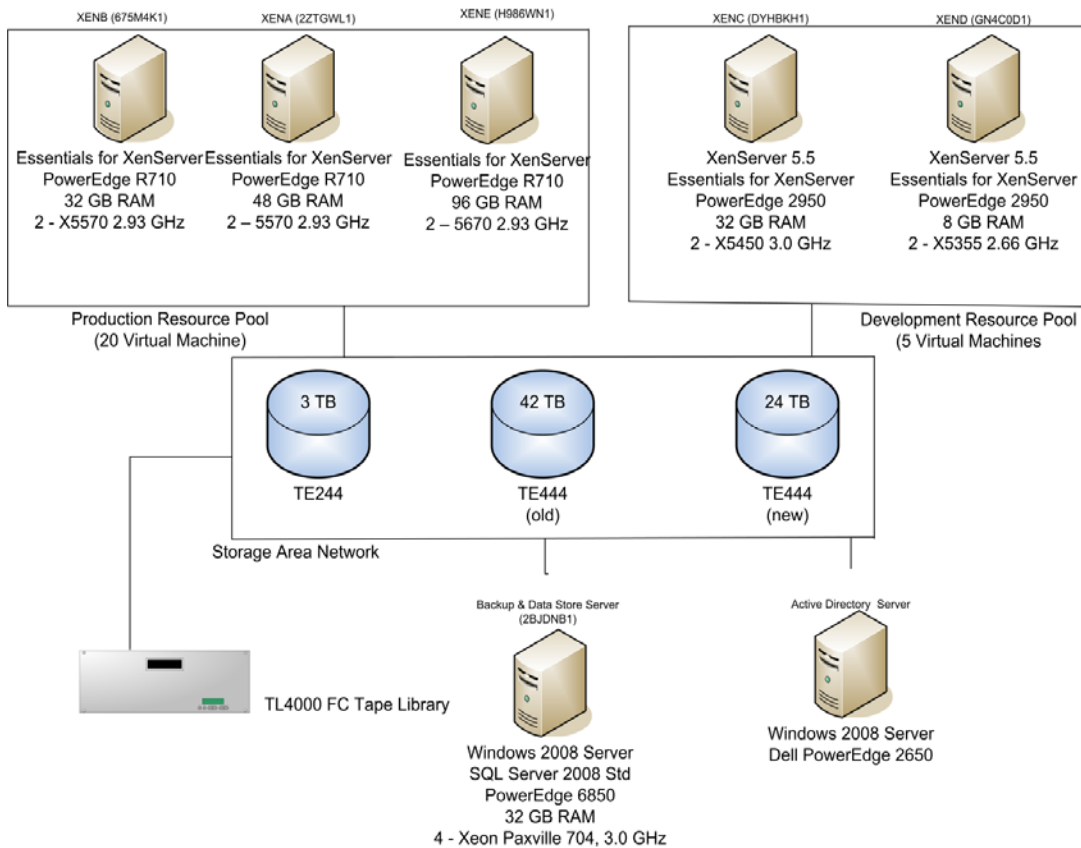 XENB (675M4K1)
XENA (2ZTGWL1)
XENE (H986WN1)
XENC (DYHBKH1)
XEND (GN4C0D1)
Essentials for XenServer
PowerEdge R710
32 GB RAM
2 - X5570 2.93 GHz
Essentials for XenServer
PowerEdge R710
48 GB RAM
2 – 5570 2.93 GHz
Essentials for XenServer
PowerEdge R710
96 GB RAM
2 – 5670 2.93 GHz
XenServer 5.5
Essentials for XenServer
PowerEdge 2950
32 GB RAM
2 - X5450 3.0 GHz
XenServer 5.5
Essentials for XenServer
PowerEdge 2950
8 GB RAM
2 - X5355 2.66 GHz
Production Resource Pool
(20 Virtual Machine)
Development Resource Pool
(5 Virtual Machines
3 TB
TE244
42 TB
TE444
(old)
24 TB
TE444
(new)
Storage Area Network
TL4000 FC Tape Library
Backup & Data Store Server
(2BJDNB1)
Windows 2008 Server
SQL Server 2008 Std
PowerEdge 6850
32 GB RAM
4 - Xeon Paxville 704, 3.0 GHz
Active Directory Server
Windows 2008 Server
Dell PowerEdge 2650